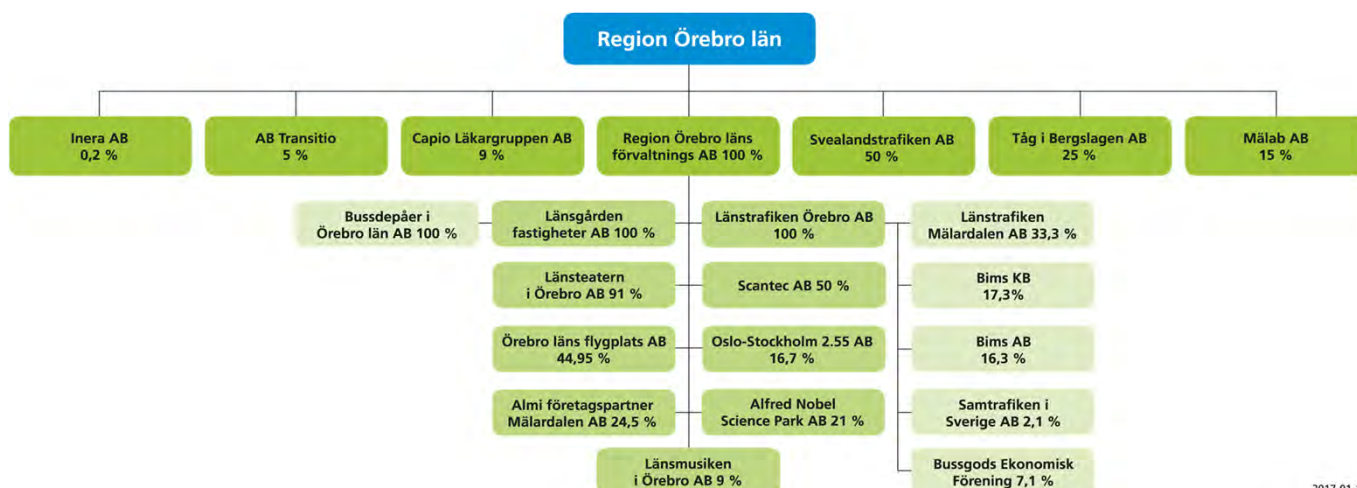 Region Örebro län
Inera AB
0,2 %
AB Transitio
5 %
Capio Läkargruppen AB
9 %
Region Örebro läns
förvaltnings AB 100 %
Svealandstrafiken AB
50 %
Tåg i Bergslagen AB
25 %
Mälab AB
15 %
Bussdepåer i
Örebro län AB 100 %
Länsgården
fastigheter AB 100 %
Länstrafiken Örebro AB
100 %
Länstrafiken
Mälardalen AB 33,3 %
Länsteatern
i Örebro AB 91 %
Scantec AB 50 %
Bims KB
17,3%
Örebro läns flygplats AB
44,95 %
Oslo-Stockholm 2.55 AB
16,7 %
Bims AB
16,3 %
Almi företagspartner
Mälardalen AB 24,5 %
Alfred Nobel
Science Park AB 21 %
Samtrafiken i
Sverige AB 2,1 %
Länsmusiken
i Örebro AB 9 %
Bussgods Ekonomisk
Förening 7,1 %